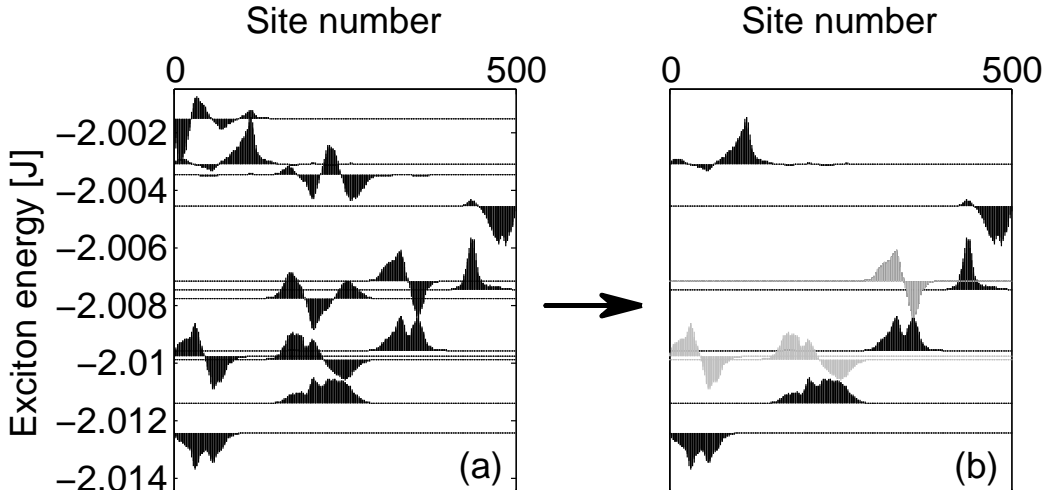 Site number
Site number
0
500
0
500
Exciton energy [J]
−2.002
−2.004
−2.006
−2.008
−2.01
−2.012
−2.014
(a)
(b)